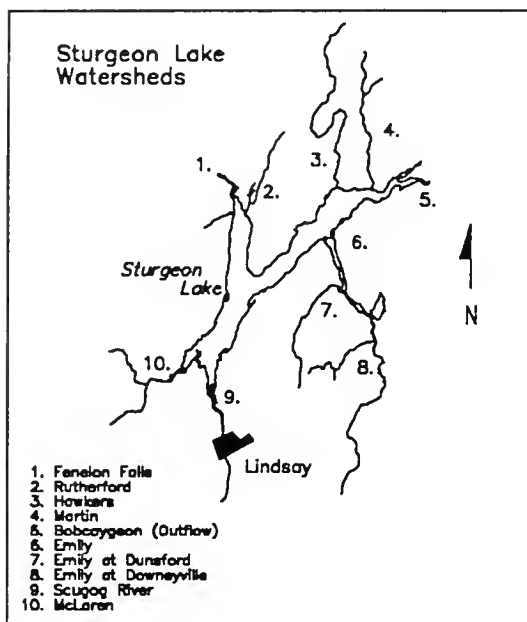 Sturgeon Lake
Watersheds
4.
3.
1.
2.
5.
6.
Sturgeon
Lake
7.
N
10.
8.
9.
Lindsay
1. Fenelon Falls
2. Rutherford
3. Hawkers
4. Martin
5. Bobcaygeon (Outflow)
6. Emily
7. Emily at Dunsford
8. Emily at Downeyville
9. Scugog River
10. McLaren